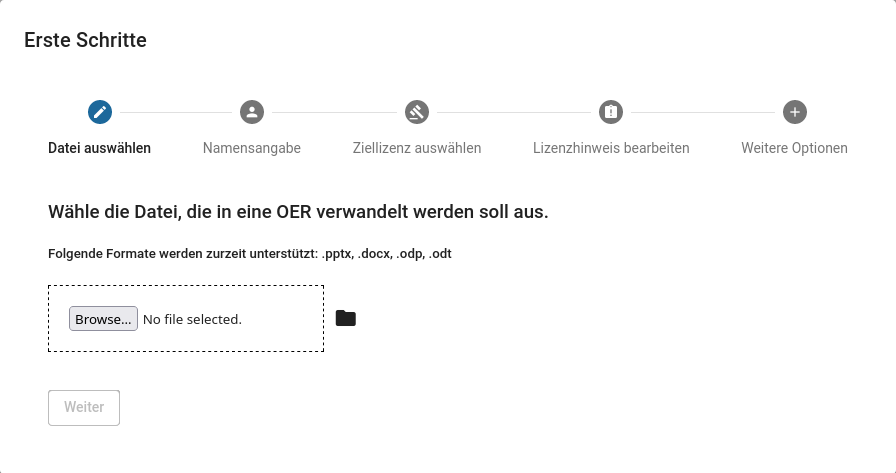 Erste Schritte
Datei auswählen Namensangabe Ziellizenz auswählen Lizenzhinweis bearbeiten Weitere Optionen
Wähle die Datei, die in eine OER verwandelt werden soll aus.
Folgende Formate werden zurzeit unterstützt: .pptx, .docx, .odp, .odt
Browse... No file selected.
Weiter